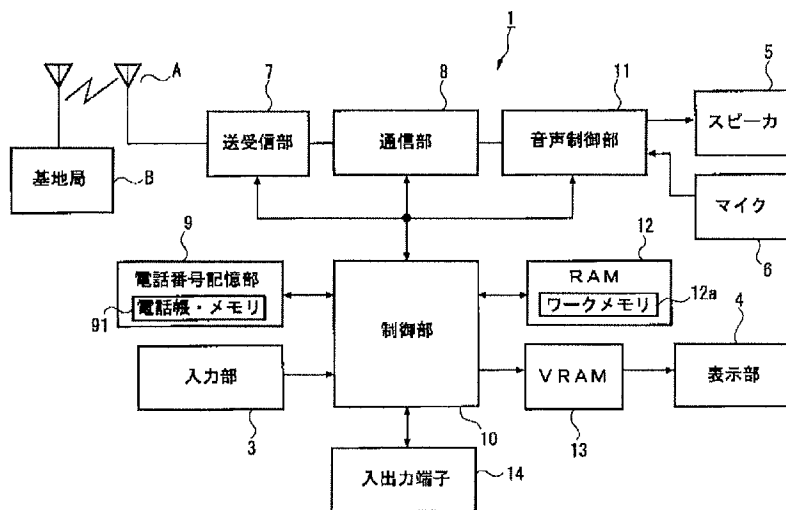 1
A
7
8
11
5
送受信部
通信部
音声制御部
スピーカ
基地局
B
マイク
6
9
電話番号記憶部
電話帳・メモリ
91
12
RAM
ワークメモリ
12a
制御部
4
入力部
3
VRAM
13
表示部
10
入出力端子
14